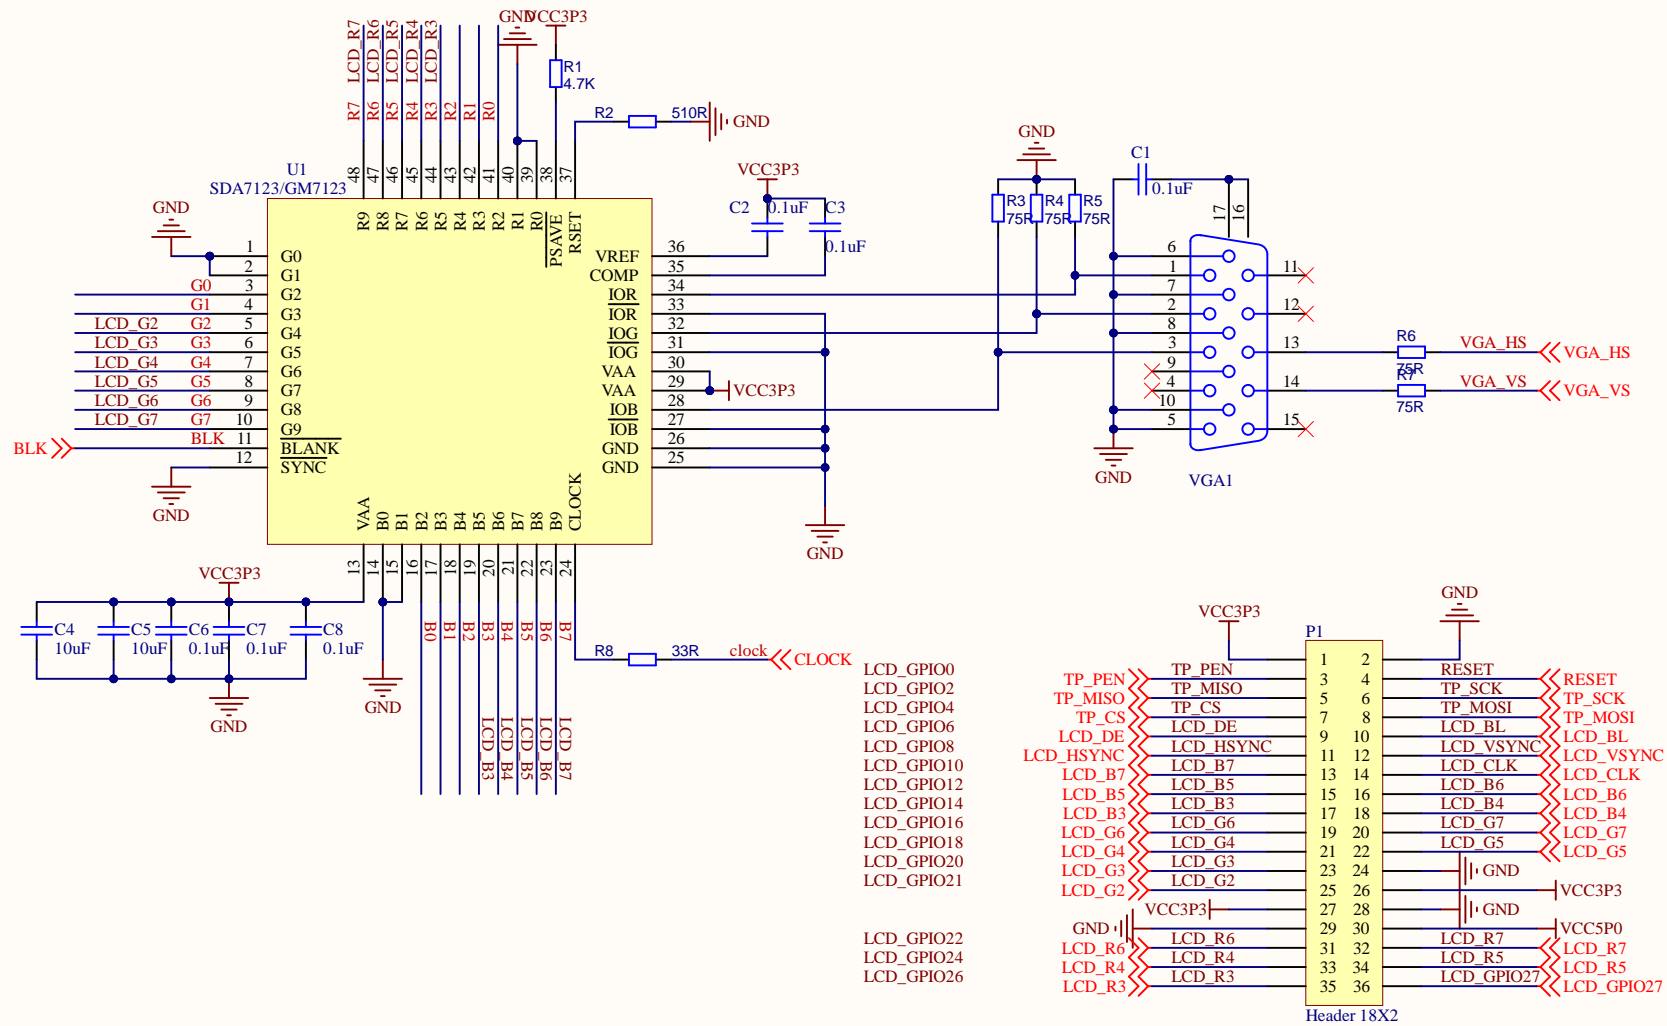 GND
VCC3P3
LCD_R7
LCD_R6
LCD_R5
LCD_R4
LCD_R3
R7
R6
R5
R4
R3
R2
R1
R0
R1
4.7K
R2
510R
GND
U1
SDA7123/GM7123
48
47
46
45
44
43
42
41
40
39
38
37
R9
R8
R7
R6
R5
R4
R3
R2
R1
R0
PSAVE
RSET
GND
1
G0
2
G1
G0
3
G2
G1
4
G3
LCD_G2
G2
5
G4
LCD_G3
G3
6
G5
LCD_G4
G4
7
G6
LCD_G5
G5
8
G7
LCD_G6
G6
9
G8
LCD_G7
G7
10
G9
BLK
BLK
11
BLANK
12
SYNC
GND
VREF
36
COMP
35
IOR
34
IOR
33
IOG
32
IOG
31
VAA
30
VAA
29
IOB
28
IOB
27
GND
26
GND
25
VCC3P3
C2
0.1uF
C3
0.1uF
VCC3P3
GND
VAA
B0
B1
B2
B3
B4
B5
B6
B7
B8
B9
CLOCK
13
14
15
16
17
18
19
20
21
22
23
24
B0
B1
B2
B3
B4
B5
B6
B7
LCD_B3
LCD_B4
LCD_B5
LCD_B6
LCD_B7
R8
33R
clock
CLOCK
GND
VCC3P3
C4
10uF
C5
10uF
C6
0.1uF
C7
0.1uF
C8
0.1uF
GND
GND
R3
75R
R4
75R
R5
75R
C1
0.1uF
17
16
6
1
7
2
8
3
9
4
10
5
11
12
13
14
15
GND
VGA1
R6
75R
VGA_HS
VGA_HS
R7
75R
VGA_VS
VGA_VS
LCD_GPIO0
LCD_GPIO2
LCD_GPIO4
LCD_GPIO6
LCD_GPIO8
LCD_GPIO10
LCD_GPIO12
LCD_GPIO14
LCD_GPIO16
LCD_GPIO18
LCD_GPIO20
LCD_GPIO21
LCD_GPIO22
LCD_GPIO24
LCD_GPIO26
VCC3P3
GND
P1
1 2
TP_PEN TP_PEN 3 4 RESET RESET
TP_MISO TP_MISO 5 6 TP_SCK TP_SCK
TP_CS TP_CS 7 8 TP_MOSI TP_MOSI
LCD_DE LCD_DE 9 10 LCD_BL LCD_BL
LCD_HSYNC LCD_HSYNC 11 12 LCD_VSYNC LCD_VSYNC
LCD_B7 LCD_B7 13 14 LCD_CLK LCD_CLK
LCD_B5 LCD_B5 15 16 LCD_B6 LCD_B6
LCD_B3 LCD_B3 17 18 LCD_B4 LCD_B4
LCD_G6 LCD_G6 19 20 LCD_G7 LCD_G7
LCD_G4 LCD_G4 21 22 LCD_G5 LCD_G5
LCD_G3 LCD_G3 23 24 GND
LCD_G2 LCD_G2 25 26 VCC3P3
VCC3P3 27 28 GND
GND 29 30 VCC5P0
LCD_R6 LCD_R6 31 32 LCD_R7 LCD_R7
LCD_R4 LCD_R4 33 34 LCD_R5 LCD_R5
LCD_R3 LCD_R3 35 36 LCD_GPIO27 LCD_GPIO27
Header 18X2